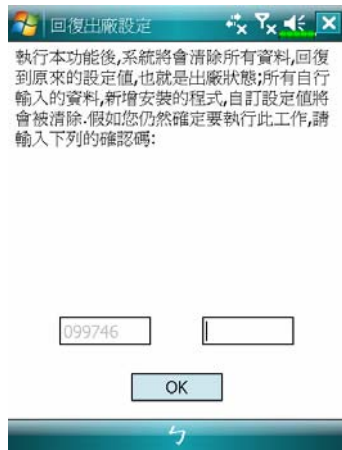 回復出廠設定
執行本功能後,系統將會清除所有資料,回復
到原來的設定值,也就是出廠狀態;所有自行
輸入的資料,新增安裝的程式,自訂設定值將
會被清除.假如您仍然確定要執行此工作,請
輸入下列的確認碼:
099746
OK
ㄅ